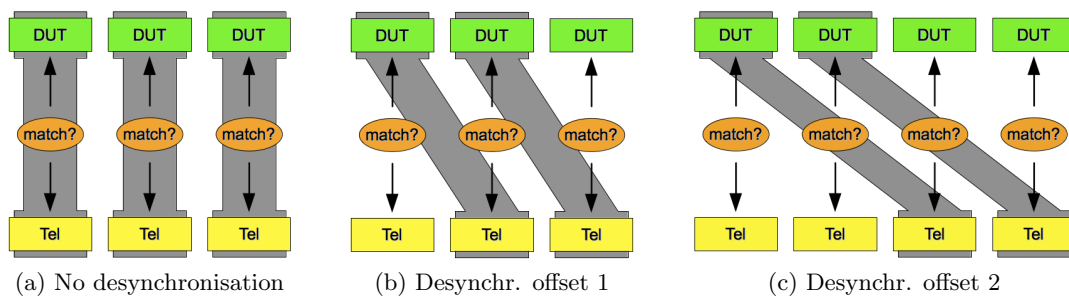 DUT DUT DUT DUT DUT DUT DUT DUT DUT DUT
match? match? match? match? match? match? match? match? match? match?
Tel Tel Tel Tel Tel Tel Tel Tel Tel Tel
(a) No desynchronisation (b) Desynchr. offset 1 (c) Desynchr. offset 2